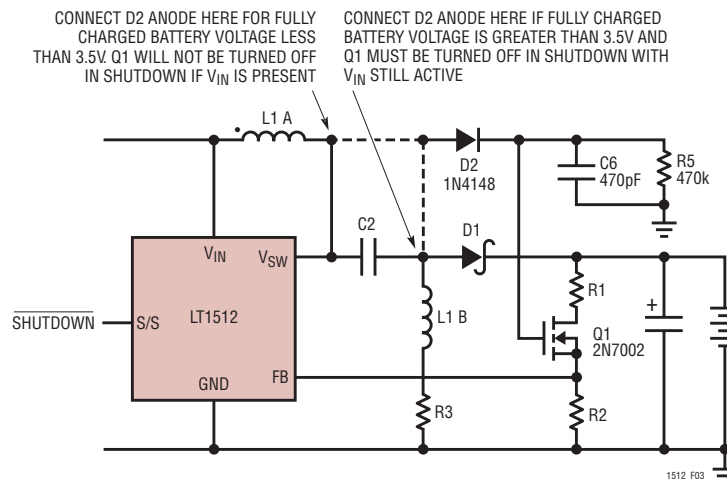 CONNECT D2 ANODE HERE FOR FULLY
CHARGED BATTERY VOLTAGE LESS
THAN 3.5V. Q1 WILL NOT BE TURNED OFF
IN SHUTDOWN IF VIN IS PRESENT
CONNECT D2 ANODE HERE IF FULLY CHARGED
BATTERY VOLTAGE IS GREATER THAN 3.5V AND
Q1 MUST BE TURNED OFF IN SHUTDOWN WITH
VIN STILL ACTIVE
L1 A
D2
1N4148
C6
470pF
R5
470k
C2
D1
VIN
VSW
SHUTDOWN
S/S
LT1512
L1 B
R1
+
Q1
2N7002
GND
FB
R3
R2
1512 F03